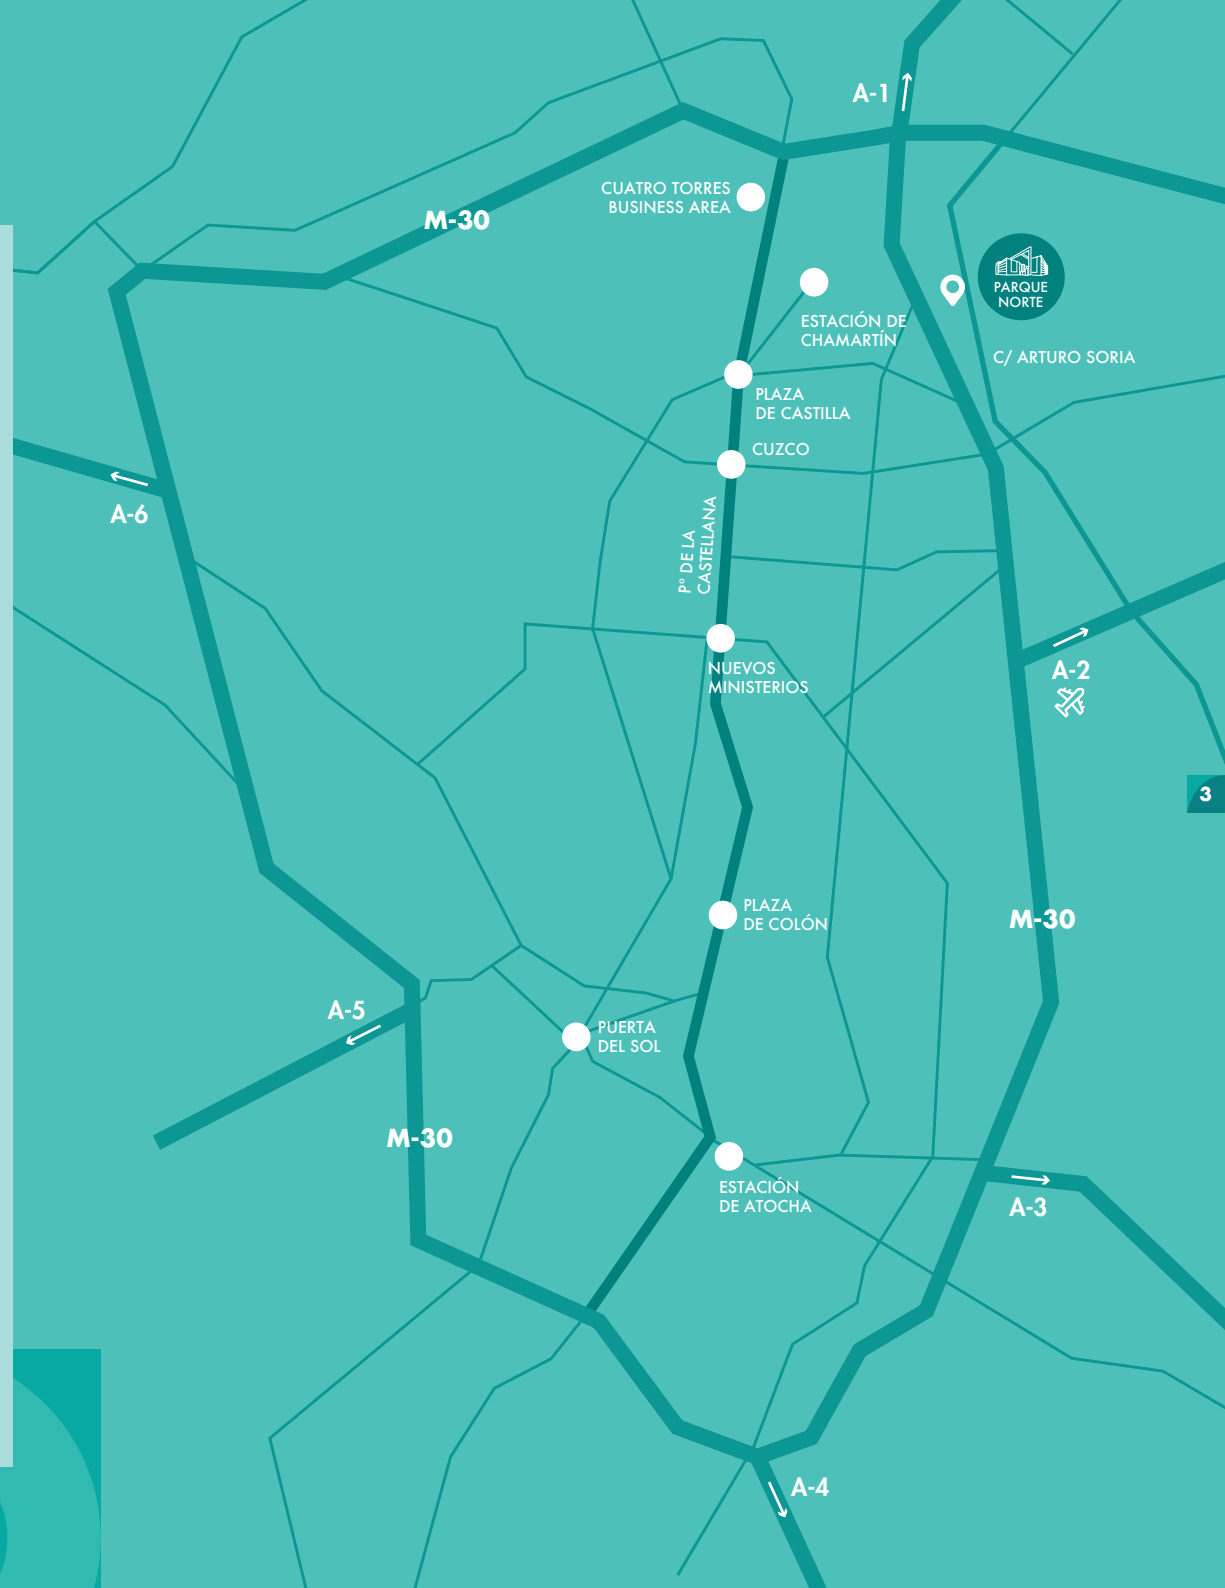 A-1
CUATRO TORRES
BUSINESS AREA
M-30
PARQUE
NORTE
ESTACIÓN DE
CHAMARTÍN
C/ ARTURO SORIA
PLAZA
DE CASTILLA
CUZCO
A-6
Pº DE LA
CASTELLANA
NUEVOS
MINISTERIOS
A-2
3
PLAZA
DE COLÓN
M-30
A-5
PUERTA
DEL SOL
M-30
ESTACIÓN
DE ATOCHA
A-3
A-4